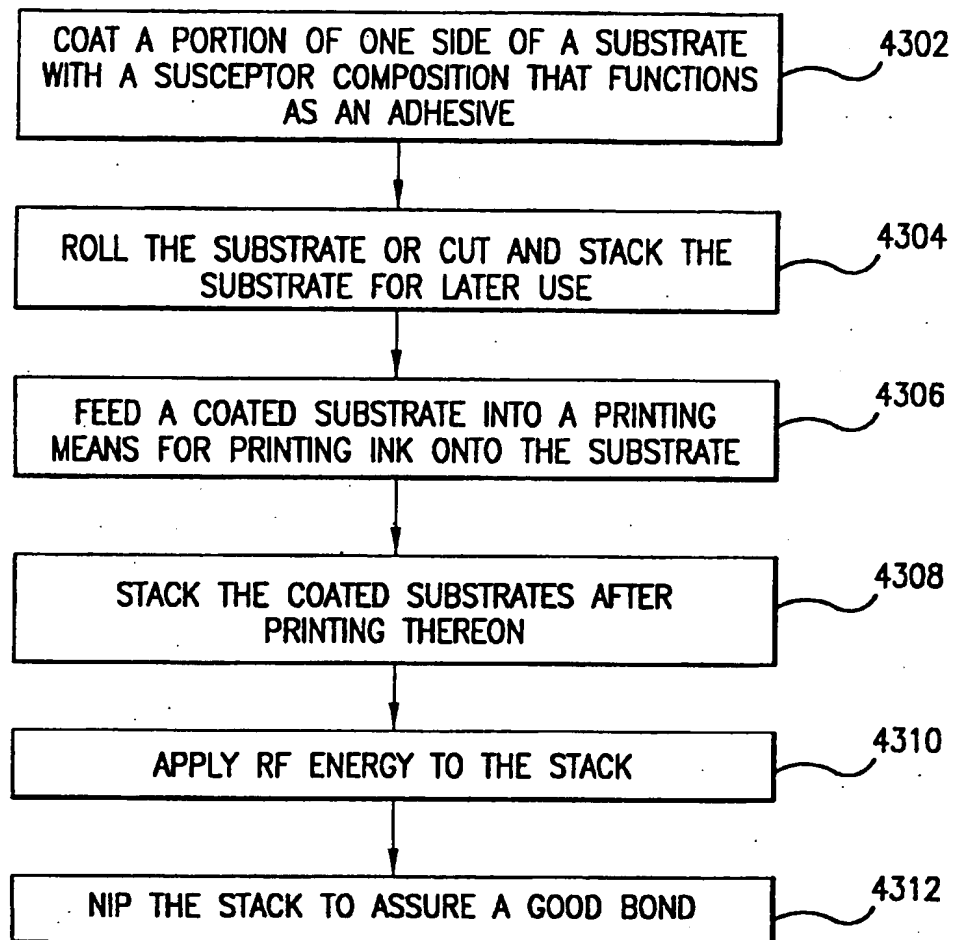 COAT A PORTION OF ONE SIDE OF A SUBSTRATE
WITH A SUSCEPTOR COMPOSITION THAT FUNCTIONS
AS AN ADHESIVE
4302
ROLL THE SUBSTRATE OR CUT AND STACK THE
SUBSTRATE FOR LATER USE
4304
FEED A COATED SUBSTRATE INTO A PRINTING
MEANS FOR PRINTING INK ONTO THE SUBSTRATE
4306
STACK THE COATED SUBSTRATES AFTER
PRINTING THEREON
4308
APPLY RF ENERGY TO THE STACK
4310
NIP THE STACK TO ASSURE A GOOD BOND
4312